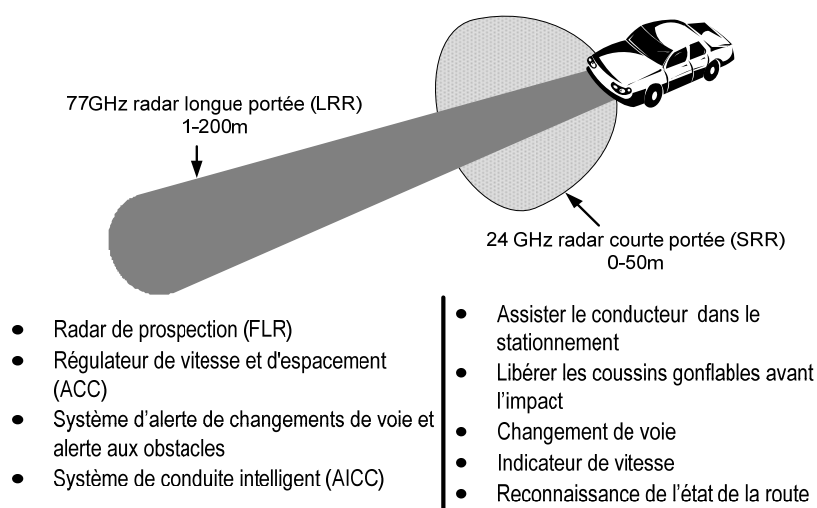 77GHz radar longue portée (LRR)
1-200m
24 GHz radar courte portée (SRR)
0-50m
• Radar de prospection (FLR)
• Régulateur de vitesse et d'espacement
(ACC)
• Système d'alerte de changements de voie et
alerte aux obstacles
• Système de conduite intelligent (AICC)
• Assister le conducteur dans le
stationnement
• Libérer les coussins gonflables avant
l'impact
• Changement de voie
• Indicateur de vitesse
• Reconnaissance de l'état de la route